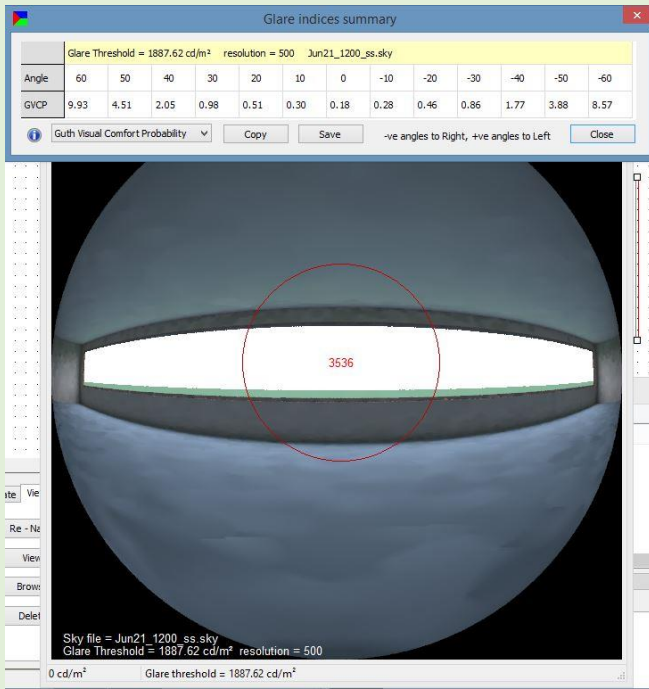 Glare indices summary
Glare Threshold = 1887.62 cd/m² resolution = 500 Jun21_1200_ss.sky
Angle 60 50 40 30 20 10 0 -10 -20 -30 -40 -50 -60
GVCP 9.93 4.51 2.05 0.98 0.51 0.30 0.18 0.28 0.46 0.86 1.77 3.88 8.57
Guth Visual Comfort Probability Copy Save -ve angles to Right, +ve angles to Left Close
3536
ate Vie
Re - Na
View
Brows
Delet
Sky file = Jun21_1200_ss.sky
Glare Threshold = 1887.62 cd/m² resolution = 500
0 cd/m² Glare threshold = 1887.62 cd/m²